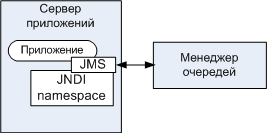 Сервер
приложений
Приложение
JMS
JNDI
namespace
Менеджер
очередей